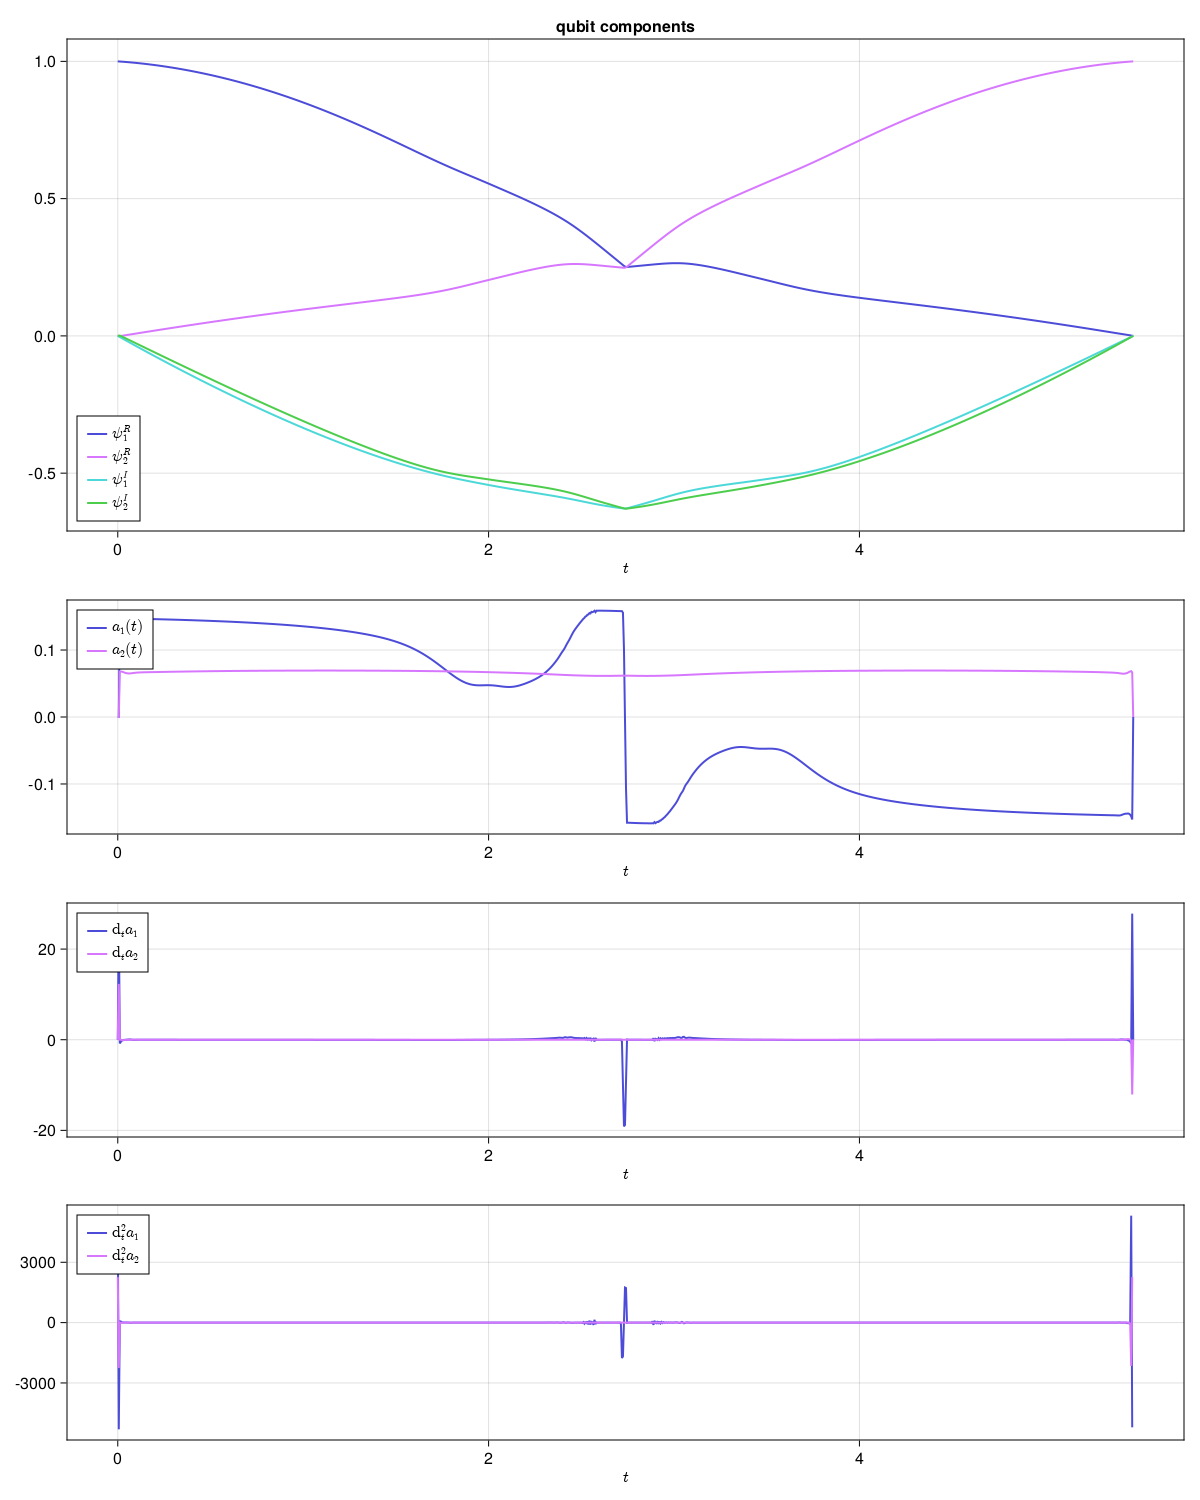 qubit components
1.0
0.5
0.0
-0.5
ψ₁ᴿ
ψ₂ᴿ
ψ₁ᴵ
ψ₂ᴵ
0 2 4
t
0.1
0.0
-0.1
a₁(t)
a₂(t)
0 2 4
t
20
0
-20
dₜa₁
dₜa₂
0 2 4
t
3000
0
-3000
dₜ²a₁
dₜ²a₂
0 2 4
t